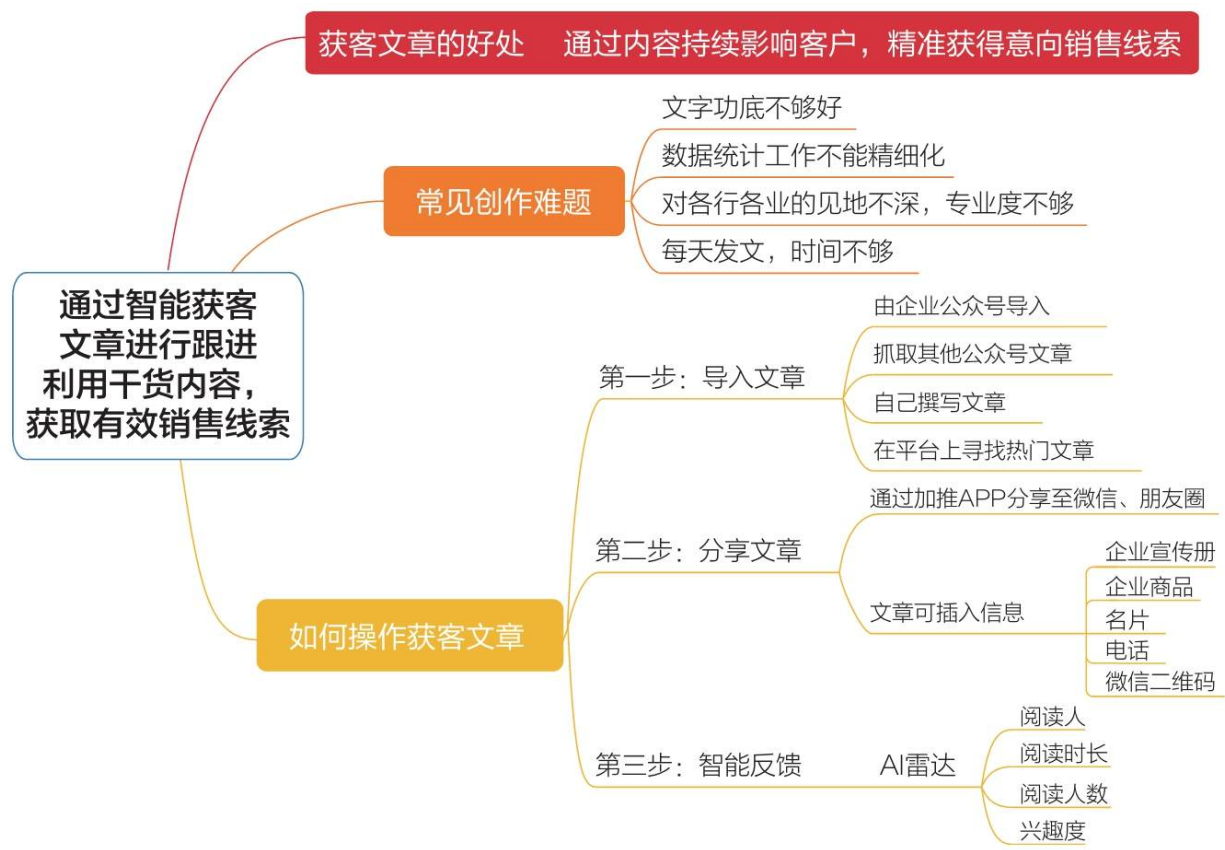 获客文章的好处 通过内容持续影响客户，精准获得意向销售线索
文字功底不够好
数据统计工作不能精细化
常见创作难题
对各行各业的见地不深，专业度不够
每天发文，时间不够
通过智能获客
文章进行跟进
利用干货内容，
获取有效销售线索
由企业公众号导入
抓取其他公众号文章
第一步：导入文章
自己撰写文章
在平台上寻找热门文章
通过加推APP分享至微信、朋友圈
第二步：分享文章
企业宣传册
企业商品
文章可插入信息
名片
电话
微信二维码
如何操作获客文章
阅读人
阅读时长
第三步：智能反馈 AI雷达
阅读人数
兴趣度